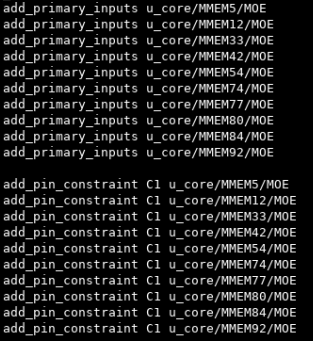 add_primary_inputs u_core/MMEM5/MOE
add_primary_inputs u_core/MMEM12/MOE
add_primary_inputs u_core/MMEM33/MOE
add_primary_inputs u_core/MMEM42/MOE
add_primary_inputs u_core/MMEM54/MOE
add_primary_inputs u_core/MMEM74/MOE
add_primary_inputs u_core/MMEM77/MOE
add_primary_inputs u_core/MMEM80/MOE
add_primary_inputs u_core/MMEM84/MOE
add_primary_inputs u_core/MMEM92/MOE

add_pin_constraint C1 u_core/MMEM5/MOE
add_pin_constraint C1 u_core/MMEM12/MOE
add_pin_constraint C1 u_core/MMEM33/MOE
add_pin_constraint C1 u_core/MMEM42/MOE
add_pin_constraint C1 u_core/MMEM54/MOE
add_pin_constraint C1 u_core/MMEM74/MOE
add_pin_constraint C1 u_core/MMEM77/MOE
add_pin_constraint C1 u_core/MMEM80/MOE
add_pin_constraint C1 u_core/MMEM84/MOE
add_pin_constraint C1 u_core/MMEM92/MOE